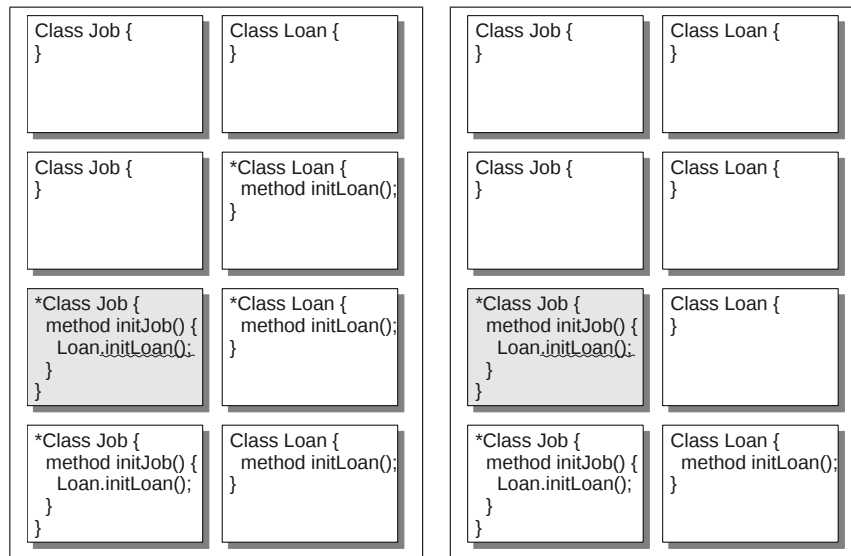 Class Job {
}
Class Loan {
}
Class Job {
}
*Class Loan {
method initLoan();
}
*Class Job {
method initJob() {
Loan.initLoan();
}
}
*Class Loan {
method initLoan();
}
*Class Job {
method initJob() {
Loan.initLoan();
}
}
Class Loan {
method initLoan();
}
Class Job {
}
Class Loan {
}
Class Job {
}
Class Loan {
}
*Class Job {
method initJob() {
Loan.initLoan();
}
}
Class Loan {
}
*Class Job {
method initJob() {
Loan.initLoan();
}
}
Class Loan {
method initLoan();
}